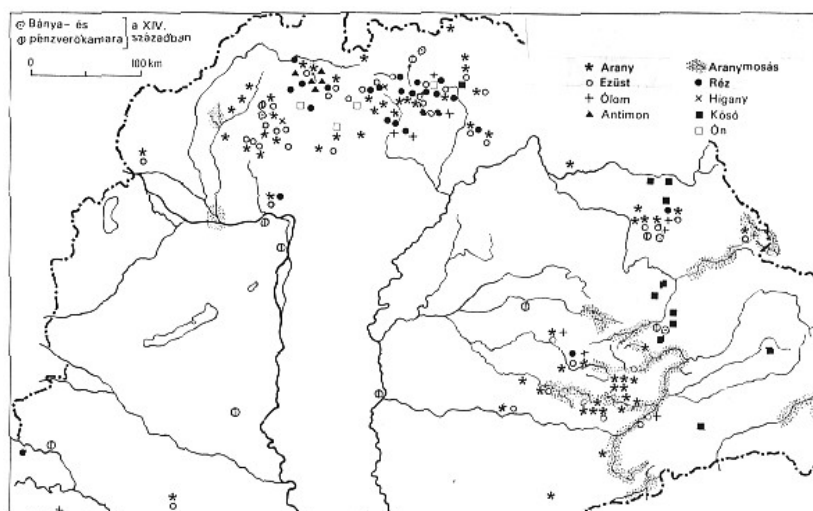 Bánya- és
pénzverőkamara
a XIV.
században
0 100 km
Arany
Ezüst
Ólom
Antimon
Aranymosás
Réz
Higany
Kősó
Ón